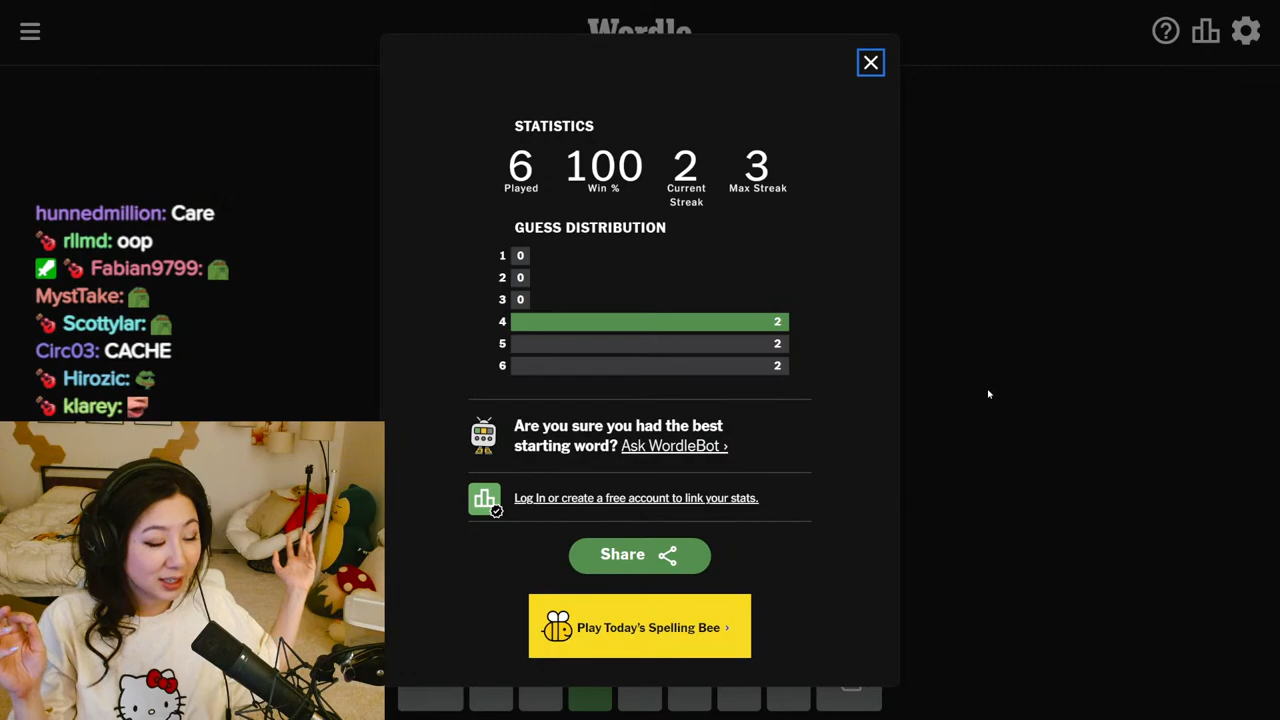 Wordle
STATISTICS
6 100 2 3
Played Win % Current Streak Max Streak
GUESS DISTRIBUTION
1 0
2 0
3 0
4 2
5 2
6 2
Are you sure you had the best
starting word? Ask WordleBot ›
Log In or create a free account to link your stats.
Share
Play Today's Spelling Bee ›
hunnedmillion: Care
rllmd: oop
Fabian9799:
MystTake:
Scottylar:
Circ03: CACHE
Hirozic:
klarey: